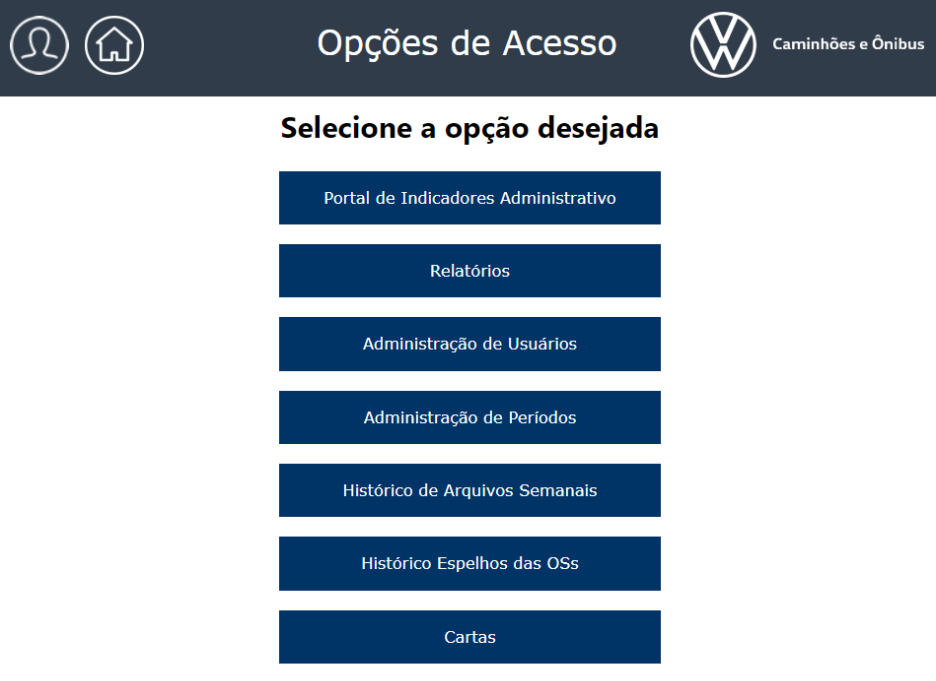 Opções de Acesso
Caminhões e Ônibus
Selecione a opção desejada
Portal de Indicadores Administrativo
Relatórios
Administração de Usuários
Administração de Períodos
Histórico de Arquivos Semanais
Histórico Espelhos das OSs
Cartas